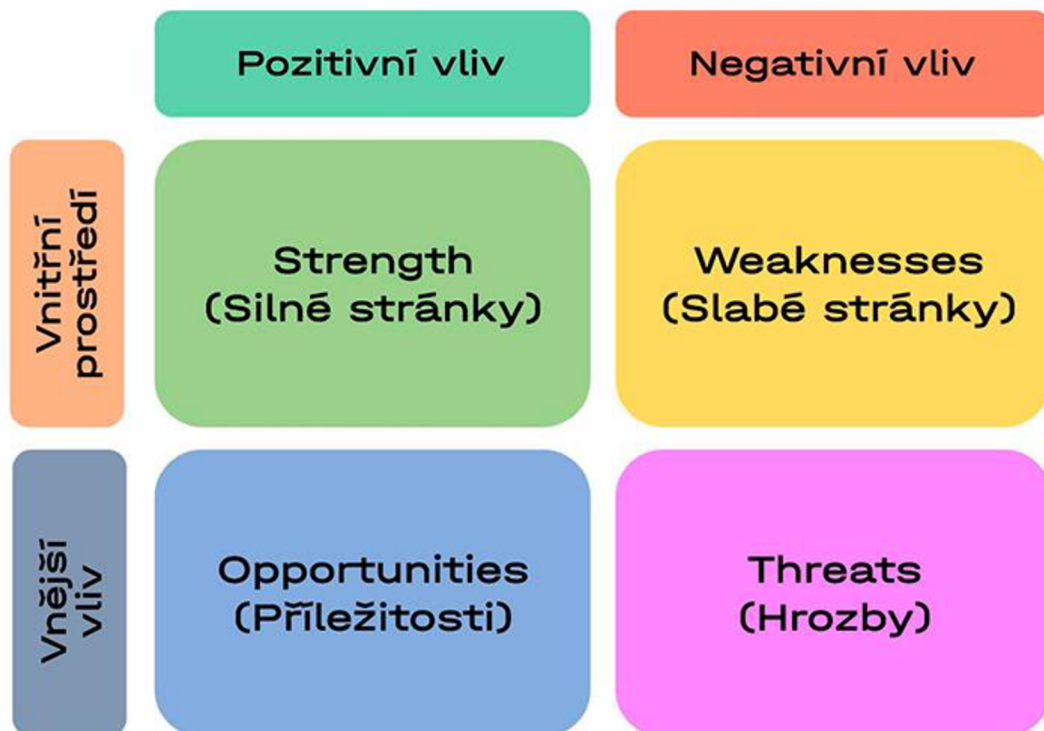 Pozitivní vliv
Negativní vliv
Vnitřní
prostředí
Strength
(Silné stránky)
Weaknesses
(Slabé stránky)
Vnější
vliv
Opportunities
(Příležitosti)
Threats
(Hrozby)